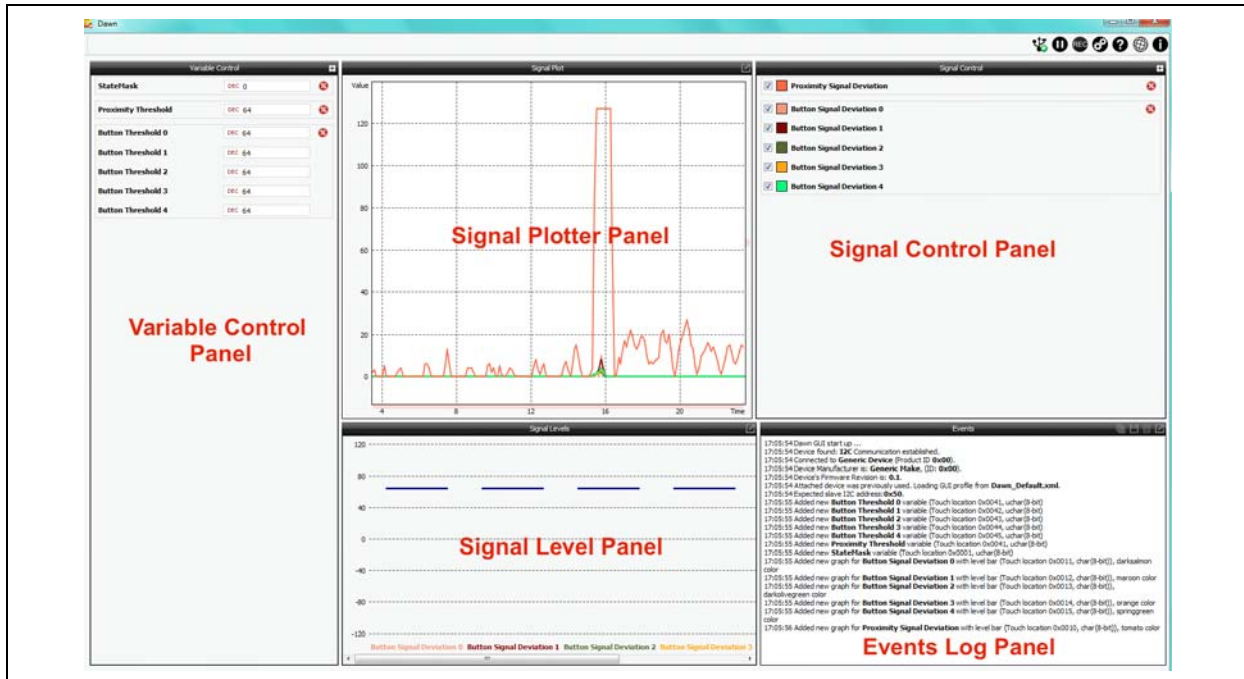 Dawn
REC
Variable Control
StateMask DEC 0
Proximity Threshold DEC 64
Button Threshold 0 DEC 64
Button Threshold 1 DEC 64
Button Threshold 2 DEC 64
Button Threshold 3 DEC 64
Button Threshold 4 DEC 64
Variable Control
Panel
Signal Plot
Value
120
100
80
60
40
20
0
4 8 12 16 20 Time
Signal Plotter Panel
Signal Control
Proximity Signal Deviation
Button Signal Deviation 0
Button Signal Deviation 1
Button Signal Deviation 2
Button Signal Deviation 3
Button Signal Deviation 4
Signal Control Panel
Signal Levels
120
80
40
0
-40
-80
-120
Signal Level Panel
Button Signal Deviation 0 Button Signal Deviation 1 Button Signal Deviation 2 Button Signal Deviation 3
Events
17:05:54 Dawn GUI start up ...
17:05:54 Device found: I2C Communication established.
17:05:54 Connected to Generic Device (Product ID 0x00).
17:05:54 Device Manufacturer is: Generic Make, (ID: 0x00).
17:05:54 Device's Firmware Revision is: 0.1.
17:05:54 Attached device was previously used. Loading GUI profile from Dawn_Default.xml.
17:05:54 Expected slave I2C address: 0x50.
17:05:55 Added new Button Threshold 0 variable (Touch location 0x0041, uchar(8-bit)
17:05:55 Added new Button Threshold 1 variable (Touch location 0x0042, uchar(8-bit)
17:05:55 Added new Button Threshold 2 variable (Touch location 0x0043, uchar(8-bit)
17:05:55 Added new Button Threshold 3 variable (Touch location 0x0044, uchar(8-bit)
17:05:55 Added new Button Threshold 4 variable (Touch location 0x0045, uchar(8-bit)
17:05:55 Added new Proximity Threshold variable (Touch location 0x0041, uchar(8-bit)
17:05:55 Added new StateMask variable (Touch location 0x0001, uchar(8-bit)
17:05:55 Added new graph for Button Signal Deviation 0 with level bar (Touch location 0x0011, char(8-bit)), darksalmon
color
17:05:55 Added new graph for Button Signal Deviation 1 with level bar (Touch location 0x0012, char(8-bit)), maroon color
17:05:55 Added new graph for Button Signal Deviation 2 with level bar (Touch location 0x0013, char(8-bit)),
darkolivegreen color
17:05:55 Added new graph for Button Signal Deviation 3 with level bar (Touch location 0x0014, char(8-bit)), orange color
17:05:55 Added new graph for Button Signal Deviation 4 with level bar (Touch location 0x0015, char(8-bit)), springgreen
color
17:05:56 Added new graph for Proximity Signal Deviation with level bar (Touch location 0x0010, char(8-bit)), tomato color
Events Log Panel